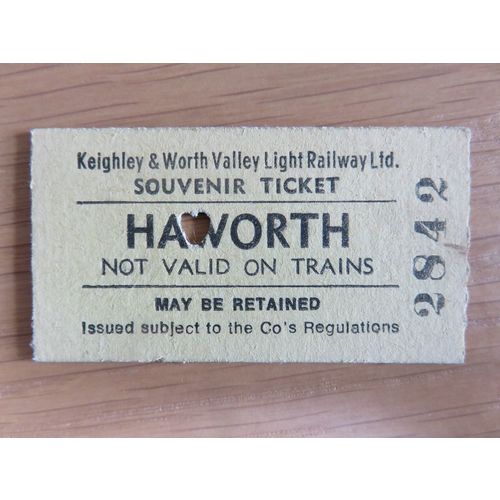 Keighley & Worth Valley Light Railway Ltd.
SOUVENIR TICKET
HAWORTH
NOT VALID ON TRAINS
MAY BE RETAINED
Issued subject to the Co's Regulations
2842